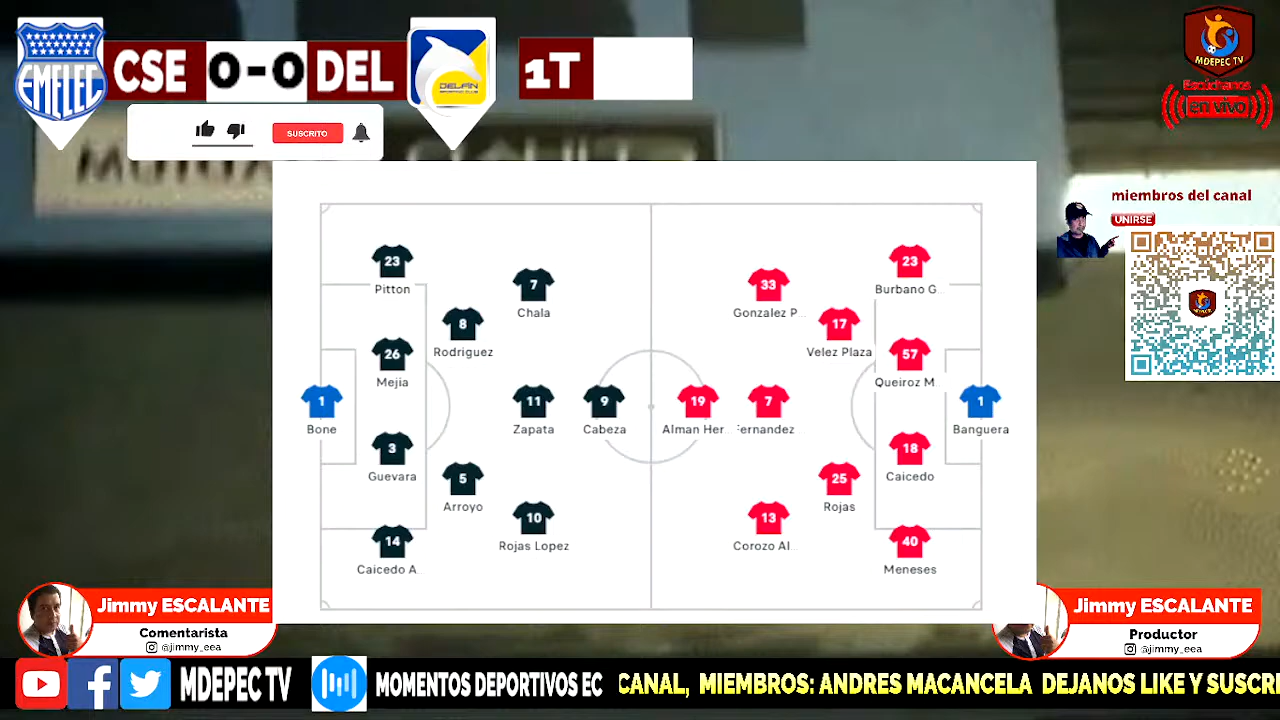 EMELEC
CSE 0-0 DEL
DELFIN
1T
MDEPEC TV
Escúchanos
en vivo
SUSCRITO
miembros del canal
UNIRSE
23
Pitton
7
Chala
8
Rodriguez
26
Mejia
1
Bone
11
Zapata
9
Cabeza
3
Guevara
5
Arroyo
10
Rojas Lopez
14
Caicedo A..
23
Burbano G..
33
Gonzalez P...
17
Velez Plaza
57
Queiroz M..
19
Alman Her...
7
Fernandez
1
Banguera
18
Caicedo
25
Rojas
13
Corozo Al...
40
Meneses
Jimmy ESCALANTE
Comentarista
@jimmy_eea
Jimmy ESCALANTE
Productor
@jimmy_eea
MDEPEC TV
MOMENTOS DEPORTIVOS EC
CANAL, MIEMBROS: ANDRES MACANCELA DEJANOS LIKE Y SUSCRI